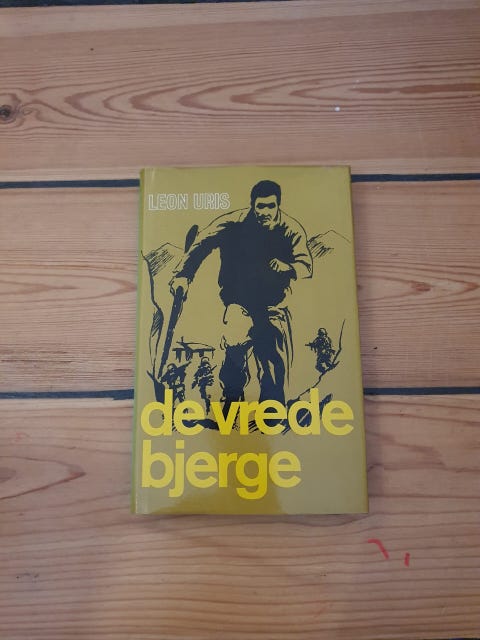 LEON URIS
de vrede
bjerge